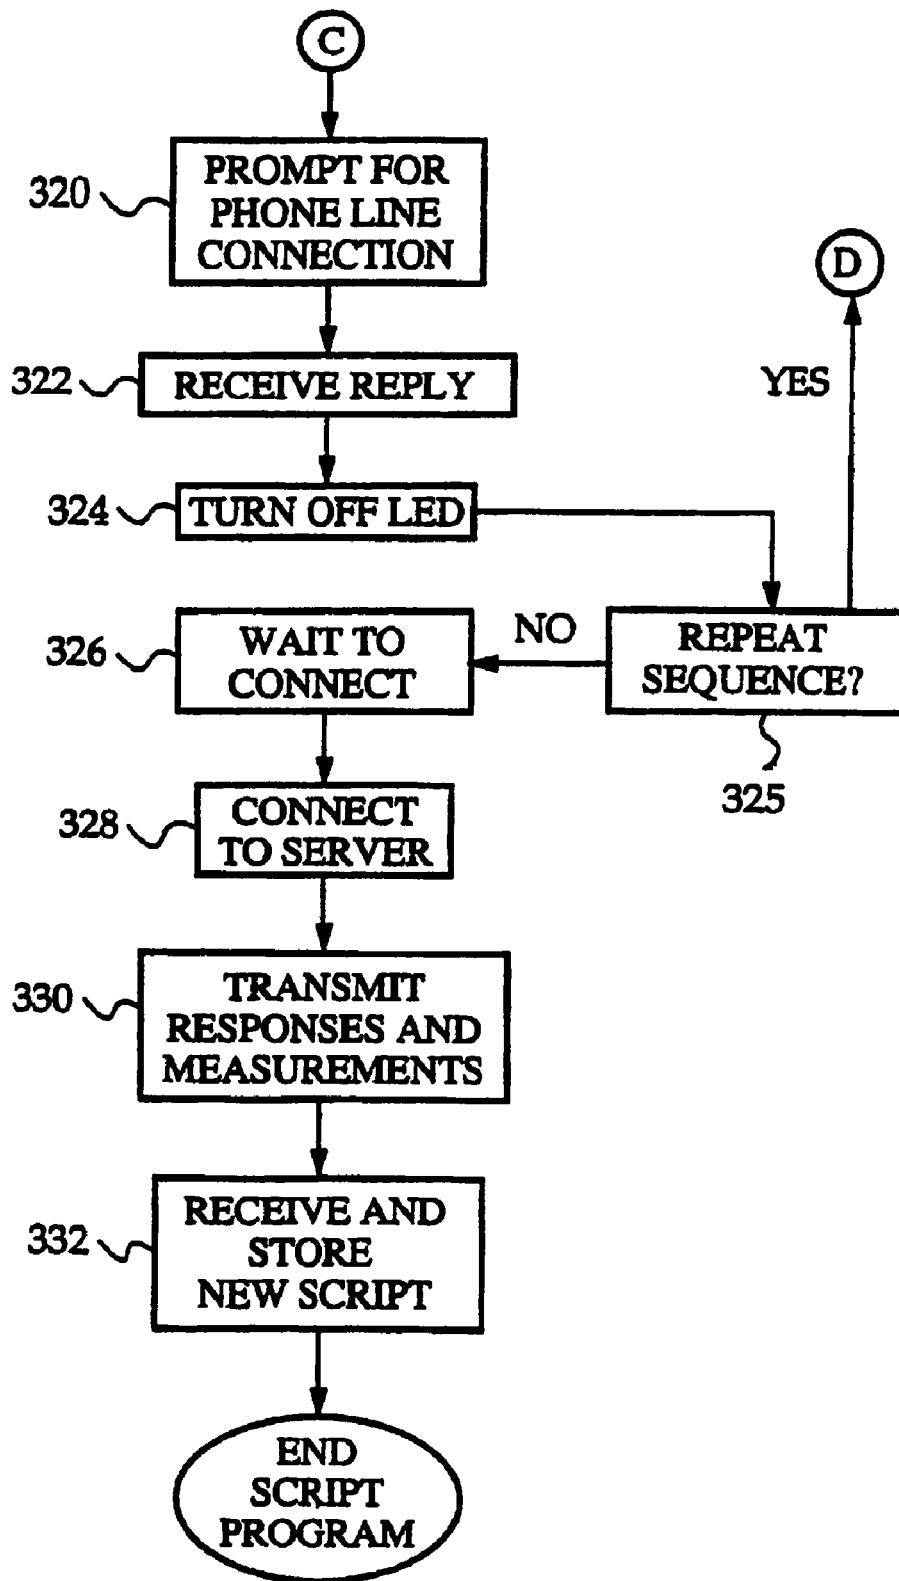 C
320
PROMPT FOR
PHONE LINE
CONNECTION
D
322
RECEIVE REPLY
YES
324
TURN OFF LED
326
WAIT TO
CONNECT
NO
REPEAT
SEQUENCE?
325
328
CONNECT
TO SERVER
330
TRANSMIT
RESPONSES AND
MEASUREMENTS
332
RECEIVE AND
STORE
NEW SCRIPT
END
SCRIPT
PROGRAM